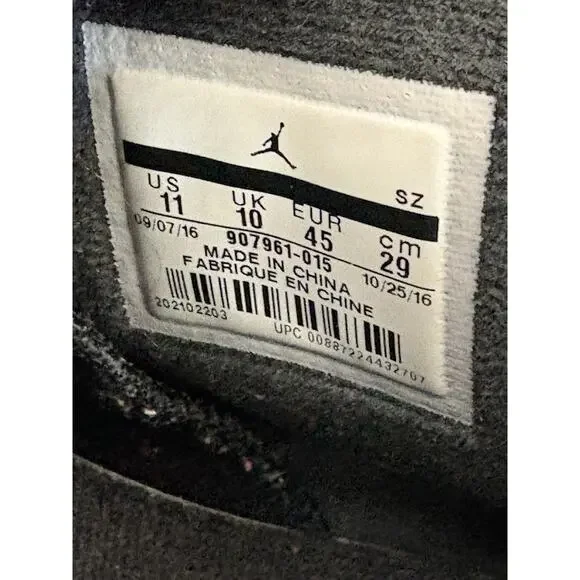 SZ
US UK EUR cm
11 10 45 29
09/07/16 907961-015 10/25/16
MADE IN CHINA
FABRIQUE EN CHINE
202102203
UPC 00887224432707